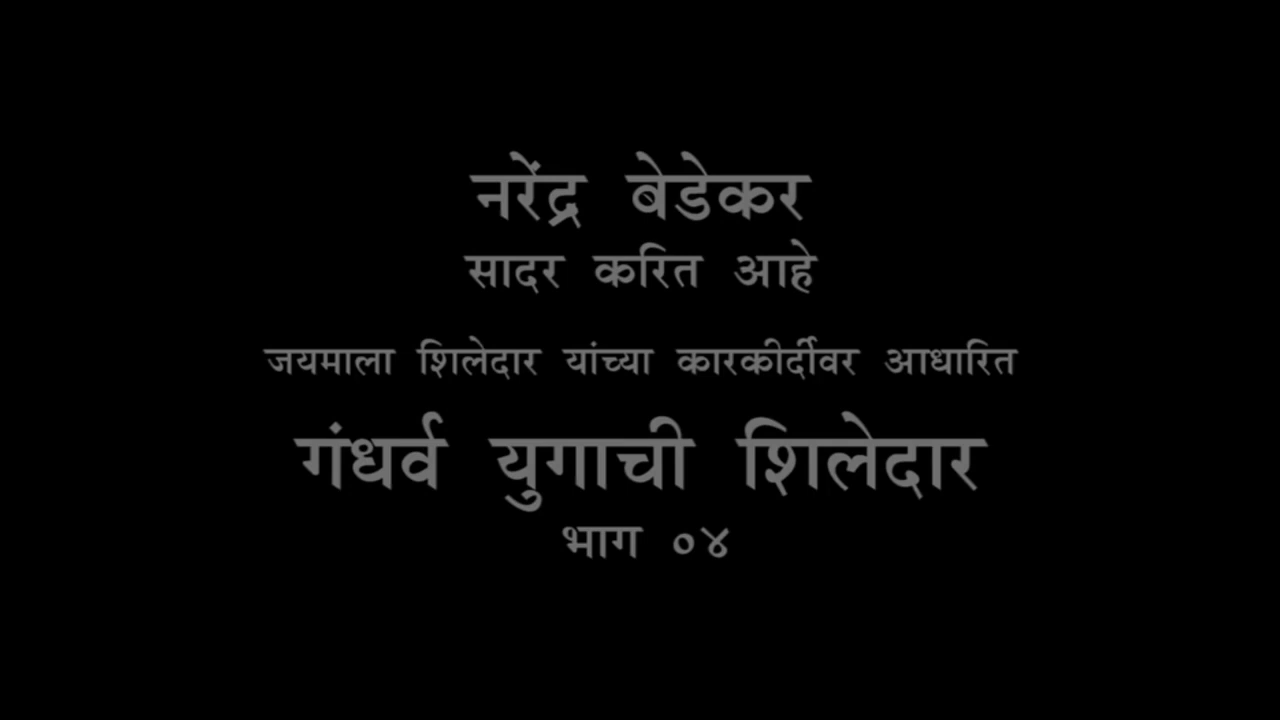 नरेंद्र बेडेकर
सादर करित आहे
जयमाला शिलेदार यांच्या कारकीर्दीवर आधारित
गंधर्व युगाची शिलेदार
भाग ०४